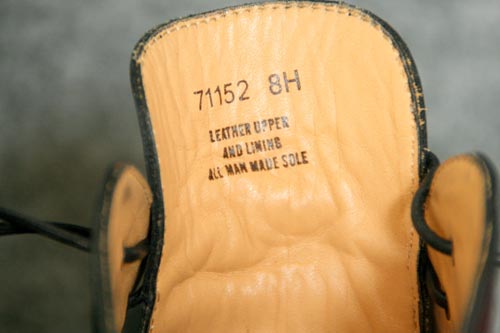 71152 8H
LEATHER UPPER
AND LINING
ALL MAN MADE SOLE